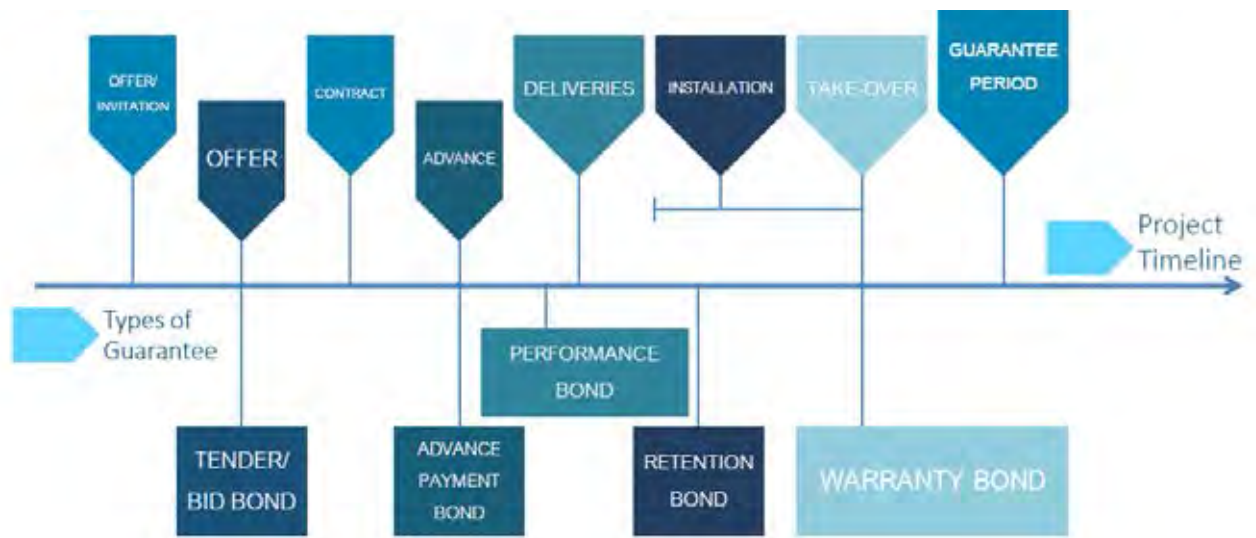 OFFER/
INVITATION
OFFER
CONTRACT
ADVANCE
DELIVERIES
INSTALLATION
TAKE-OVER
GUARANTEE
PERIOD
Project
Timeline
Types of
Guarantee
TENDER/
BID BOND
ADVANCE
PAYMENT
BOND
PERFORMANCE
BOND
RETENTION
BOND
WARRANTY BOND